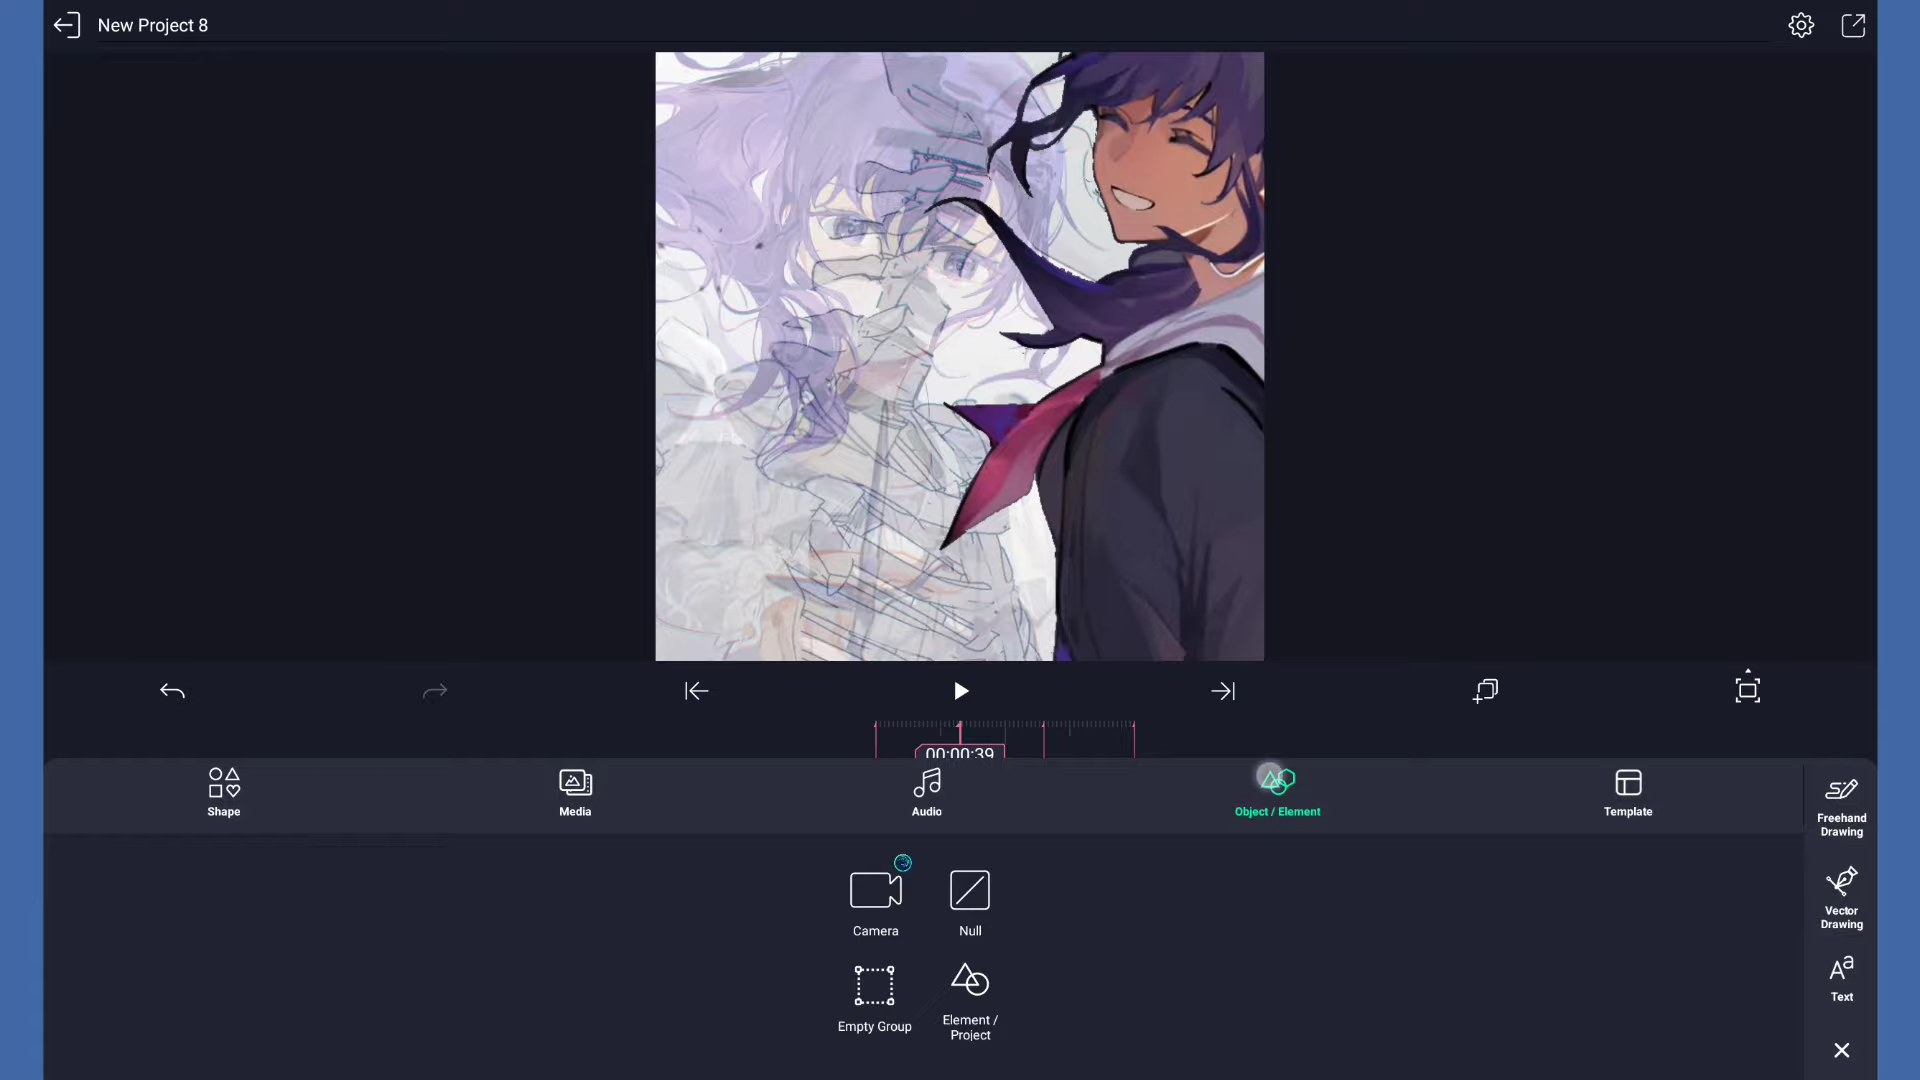 New Project 8
00:00:39
Shape
Media
Audio
Object / Element
Template
Freehand
Drawing
Camera
Null
Vector
Drawing
Empty Group
Element /
Project
Text